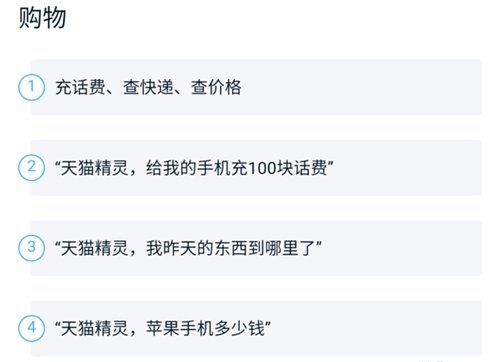 购物
1 充话费、查快递、查价格
2 “天猫精灵，给我的手机充100块话费”
3 “天猫精灵，我昨天的东西到哪里了”
4 “天猫精灵，苹果手机多少钱”